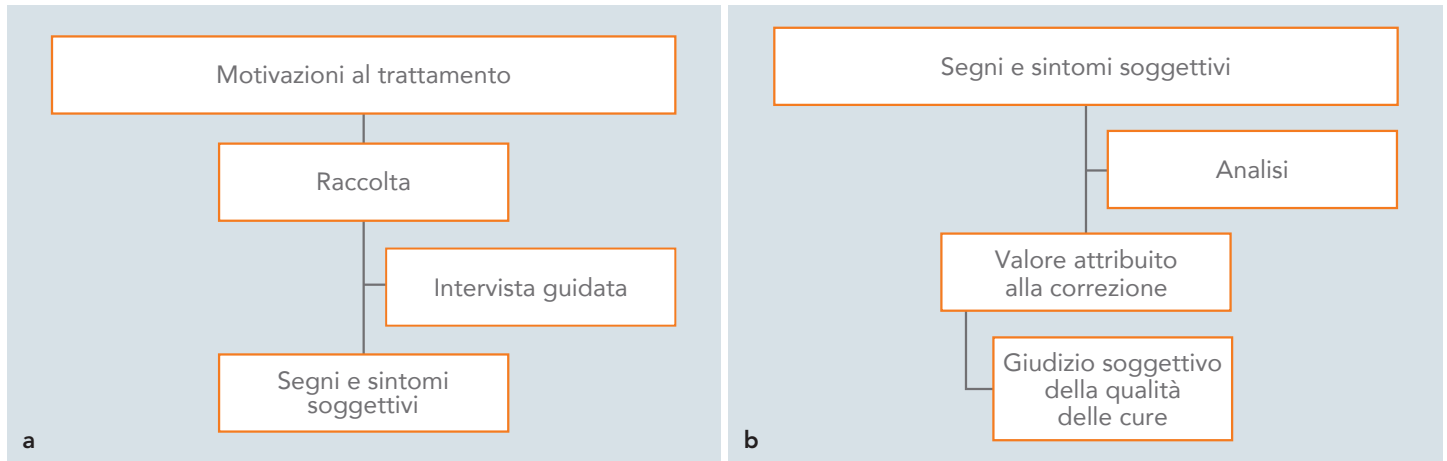 Motivazioni al trattamento
Raccolta
Intervista guidata
Segni e sintomi
soggettivi
a
Segni e sintomi soggettivi
Analisi
Valore attribuito
alla correzione
Giudizio soggettivo
della qualità
delle cure
b